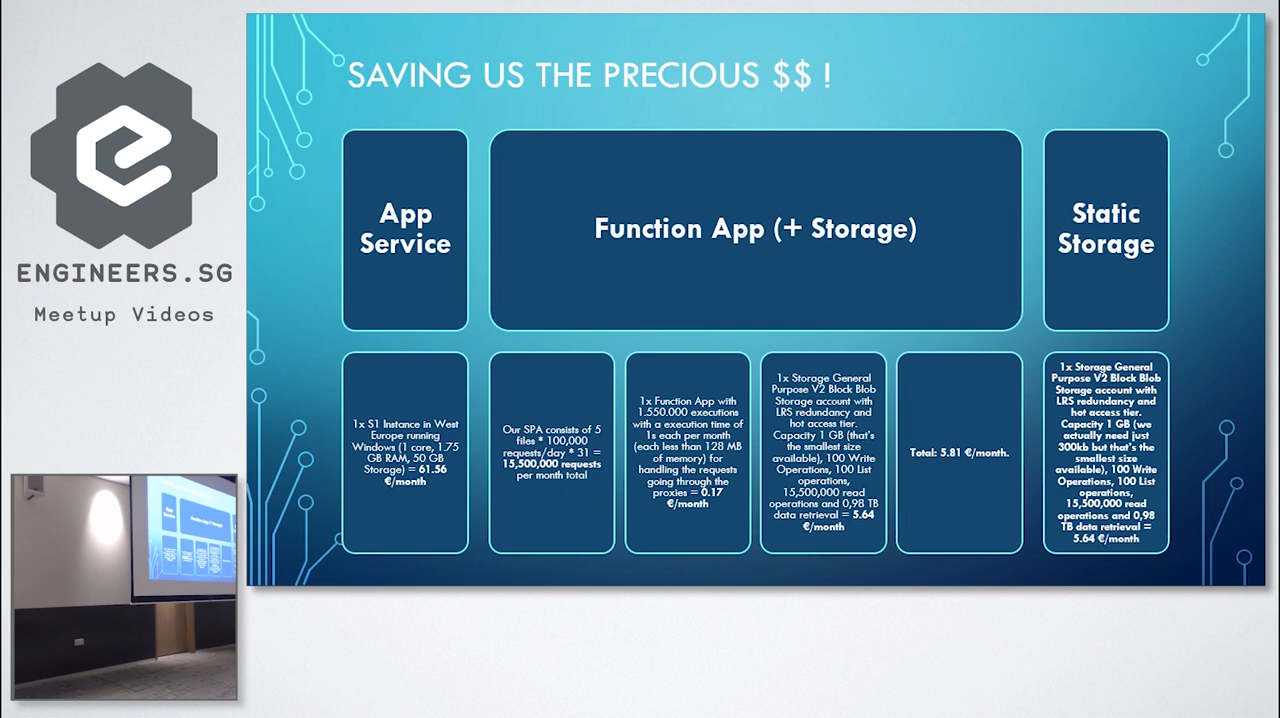 ENGINEERS.SG
Meetup Videos
SAVING US THE PRECIOUS $$ !
App
Service
Function App (+ Storage)
Static
Storage
1x S1 Instance in West
Europe running
Windows (1 core, 1.75
GB RAM, 50 GB
Storage) = 61.56
€/month
Our SPA consists of 5
files * 100,000
requests/day * 31 =
15,500,000 requests
per month total
1x Function App with
1.550.000 executions
with a execution time of
1s each per month
(each less than 128 MB
of memory) for
handling the requests
going through the
proxies = 0.17
€/month
1x Storage General
Purpose V2 Block Blob
Storage account with
LRS redundancy and
hot access tier.
Capacity 1 GB (that's
the smallest size
available), 100 Write
Operations, 100 List
operations,
15,500,000 read
operations and 0,98 TB
data retrieval = 5.64
€/month
Total: 5.81 €/month.
1x Storage General
Purpose V2 Block Blob
Storage account with
LRS redundancy and
hot access tier.
Capacity 1 GB (we
actually need just
300kb but that's the
smallest size
available), 100 Write
Operations, 100 List
operations,
15,500,000 read
operations and 0,98
TB data retrieval =
5.64 €/month
Function App (+ Storage)